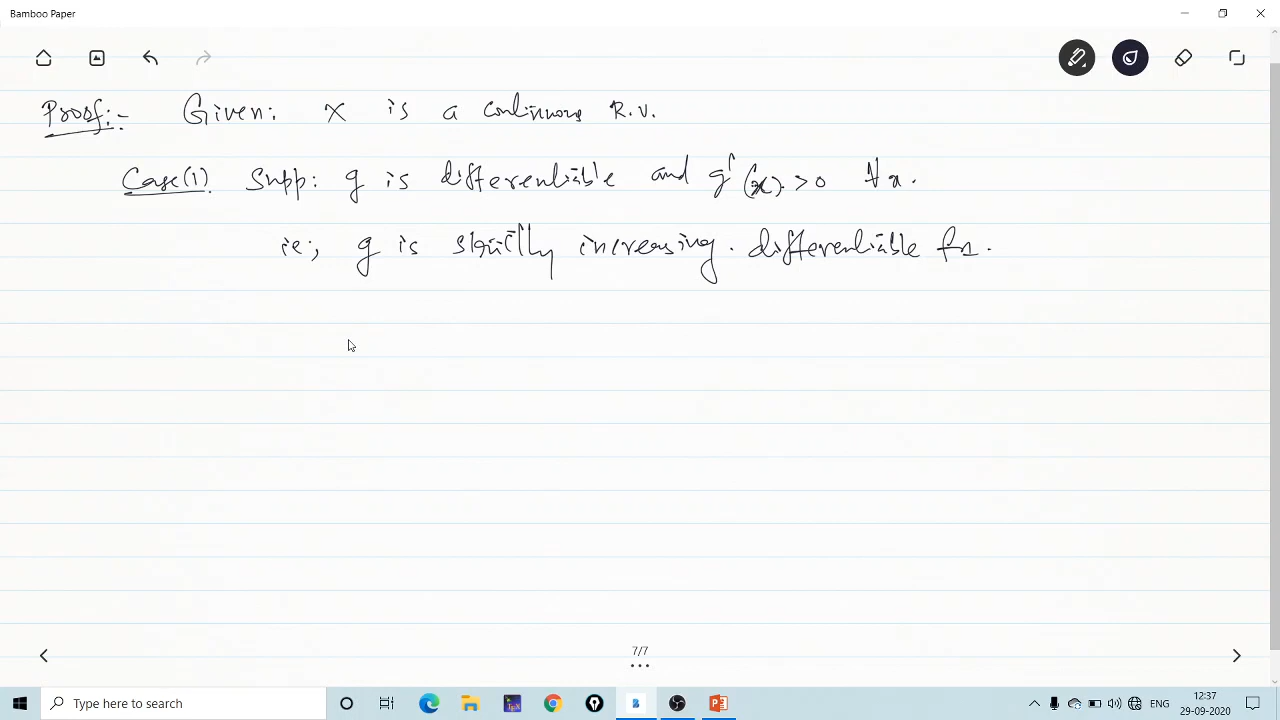 Bamboo Paper
Proof:-  Given:  X is a continuous R.V.
Case(1)  Supp: g is differentiable and g'(x) > 0 ∀x.
ie;, g is strictly increasing. differentiable fn.
7/7
Type here to search
ENG
12:37
29-09-2020